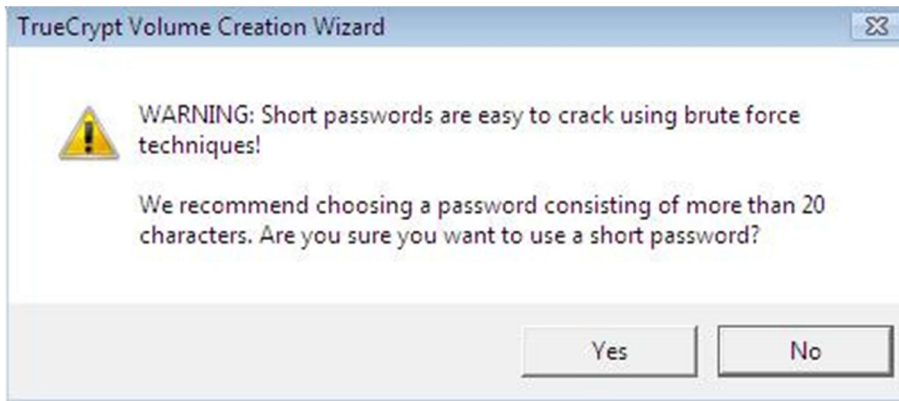 TrueCrypt Volume Creation Wizard
WARNING: Short passwords are easy to crack using brute force
techniques!
We recommend choosing a password consisting of more than 20
characters. Are you sure you want to use a short password?
Yes
No